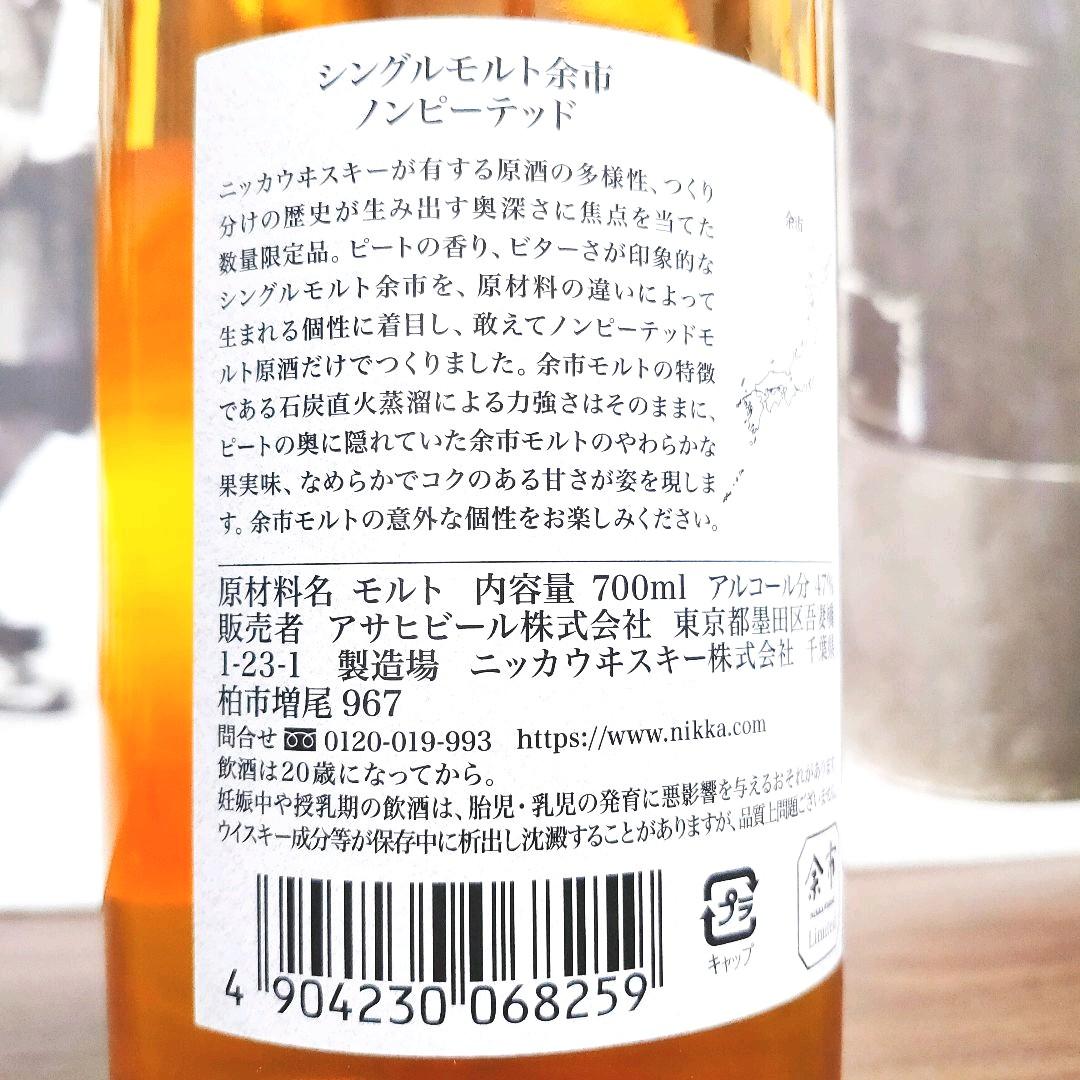 シングルモルト余市
ノンピーテッド
ニッカウヰスキーが有する原酒の多様性、つくり
分けの歴史が生み出す奥深さに焦点を当てた
数量限定品。ピートの香り、ビターさが印象的な
シングルモルト余市を、原材料の違いによって
生まれる個性に着目し、敢えてノンピーテッドモ
ルト原酒だけでつくりました。余市モルトの特徴
である石炭直火蒸溜による力強さはそのままに、
ピートの奥に隠れていた余市モルトのやわらかな
果実味、なめらかでコクのある甘さが姿を現しま
す。余市モルトの意外な個性をお楽しみください。
余市
原材料名 モルト 内容量 700ml アルコール分 47%
販売者 アサヒビール株式会社 東京都墨田区吾妻橋
1-23-1 製造場 ニッカウヰスキー株式会社 千葉県
柏市増尾967
問合せ 0120-019-993 https://www.nikka.com
飲酒は20歳になってから。
妊娠中や授乳期の飲酒は、胎児・乳児の発育に悪影響を与えるおそれがあります
ウイスキー成分等が保存中に析出し沈澱することがありますが、品質上問題ございません
4 904230 068259
プラ
キャップ
余市
Limited